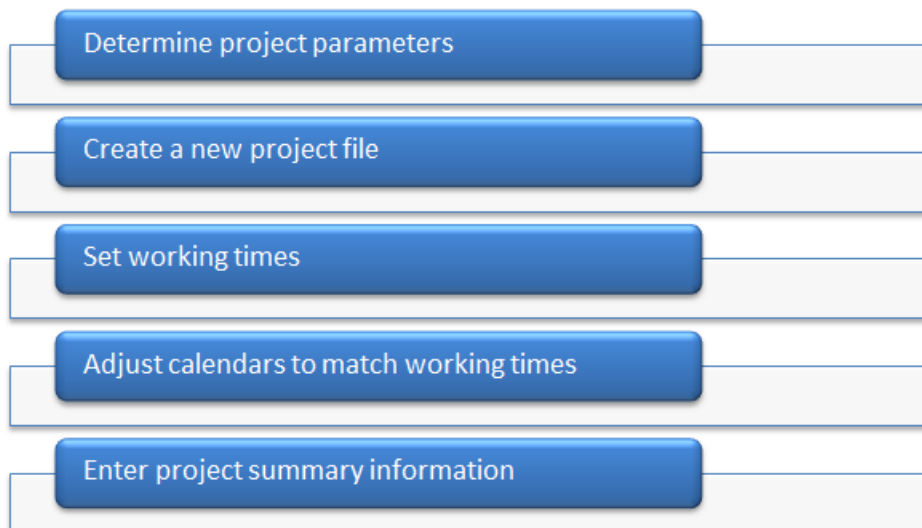 Determine project parameters
Create a new project file
Set working times
Adjust calendars to match working times
Enter project summary information